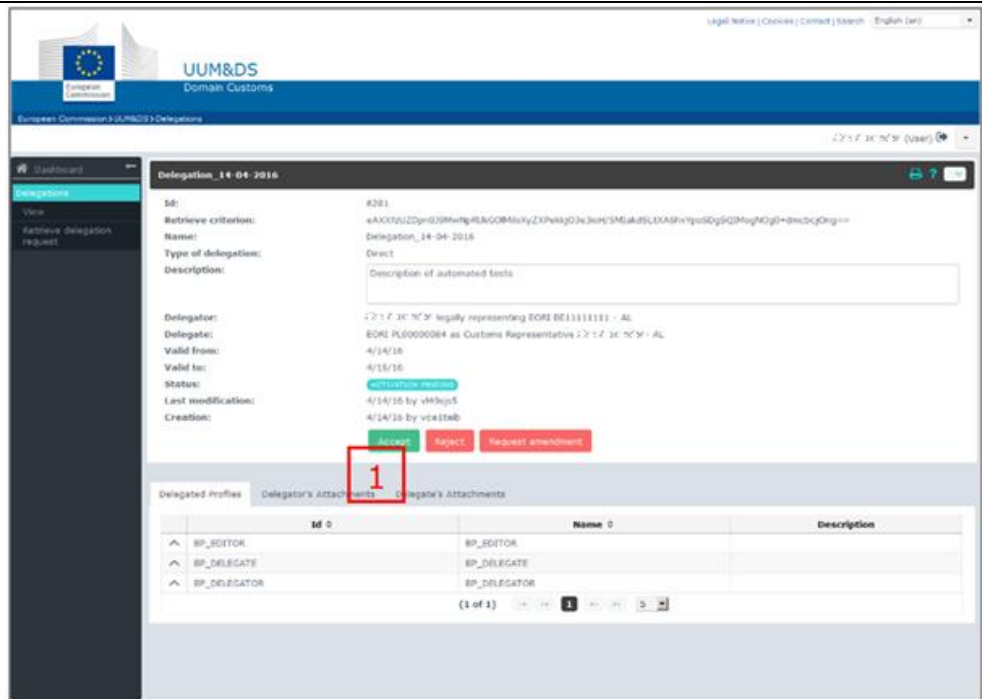 Legal Notice | Cookies | Contact | Search English (en)
European Commission
UUM&DS
Domain Customs
European Commission > UUM&DS > Delegations
(User)
Dashboard
Delegations
View
Retrieve delegation request
Delegation_14-04-2016
?
Id: 6281
Retrieve criterion:
Name: Delegation_14-04-2016
Type of delegation: Direct
Description: Description of automated tests
Delegator: legally representing EORI BE11111111 - AL
Delegate: as Customs Representative - AL
Valid from: 4/14/16
Valid to: 4/15/16
Status: ACTIVATION PENDING
Last modification: 4/14/16 by
Creation: 4/14/16 by
Accept Reject Request amendment
1
Delegated Profiles Delegator's Attachments Delegate's Attachments
Id Name Description
BP_EDITOR BP_EDITOR
BP_DELEGATE BP_DELEGATE
BP_DELEGATOR BP_DELEGATOR
(1 of 1) 1 5